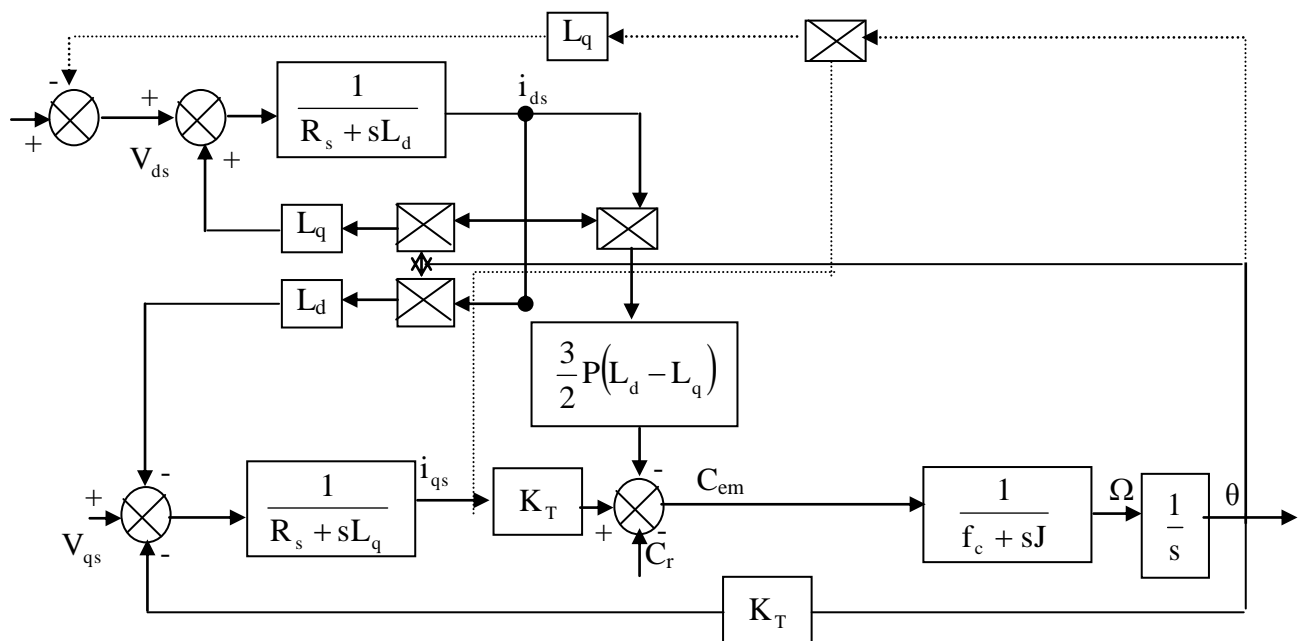 L_q
-
+
+
+
V_ds
1
R_s + sL_d
i_ds
L_q
L_d
3/2 P(L_d − L_q)
-
+
-
V_qs
1
R_s + sL_q
i_qs
K_T
-
+
-
C_r
C_em
1
f_c + sJ
Ω
1
s
θ
K_T